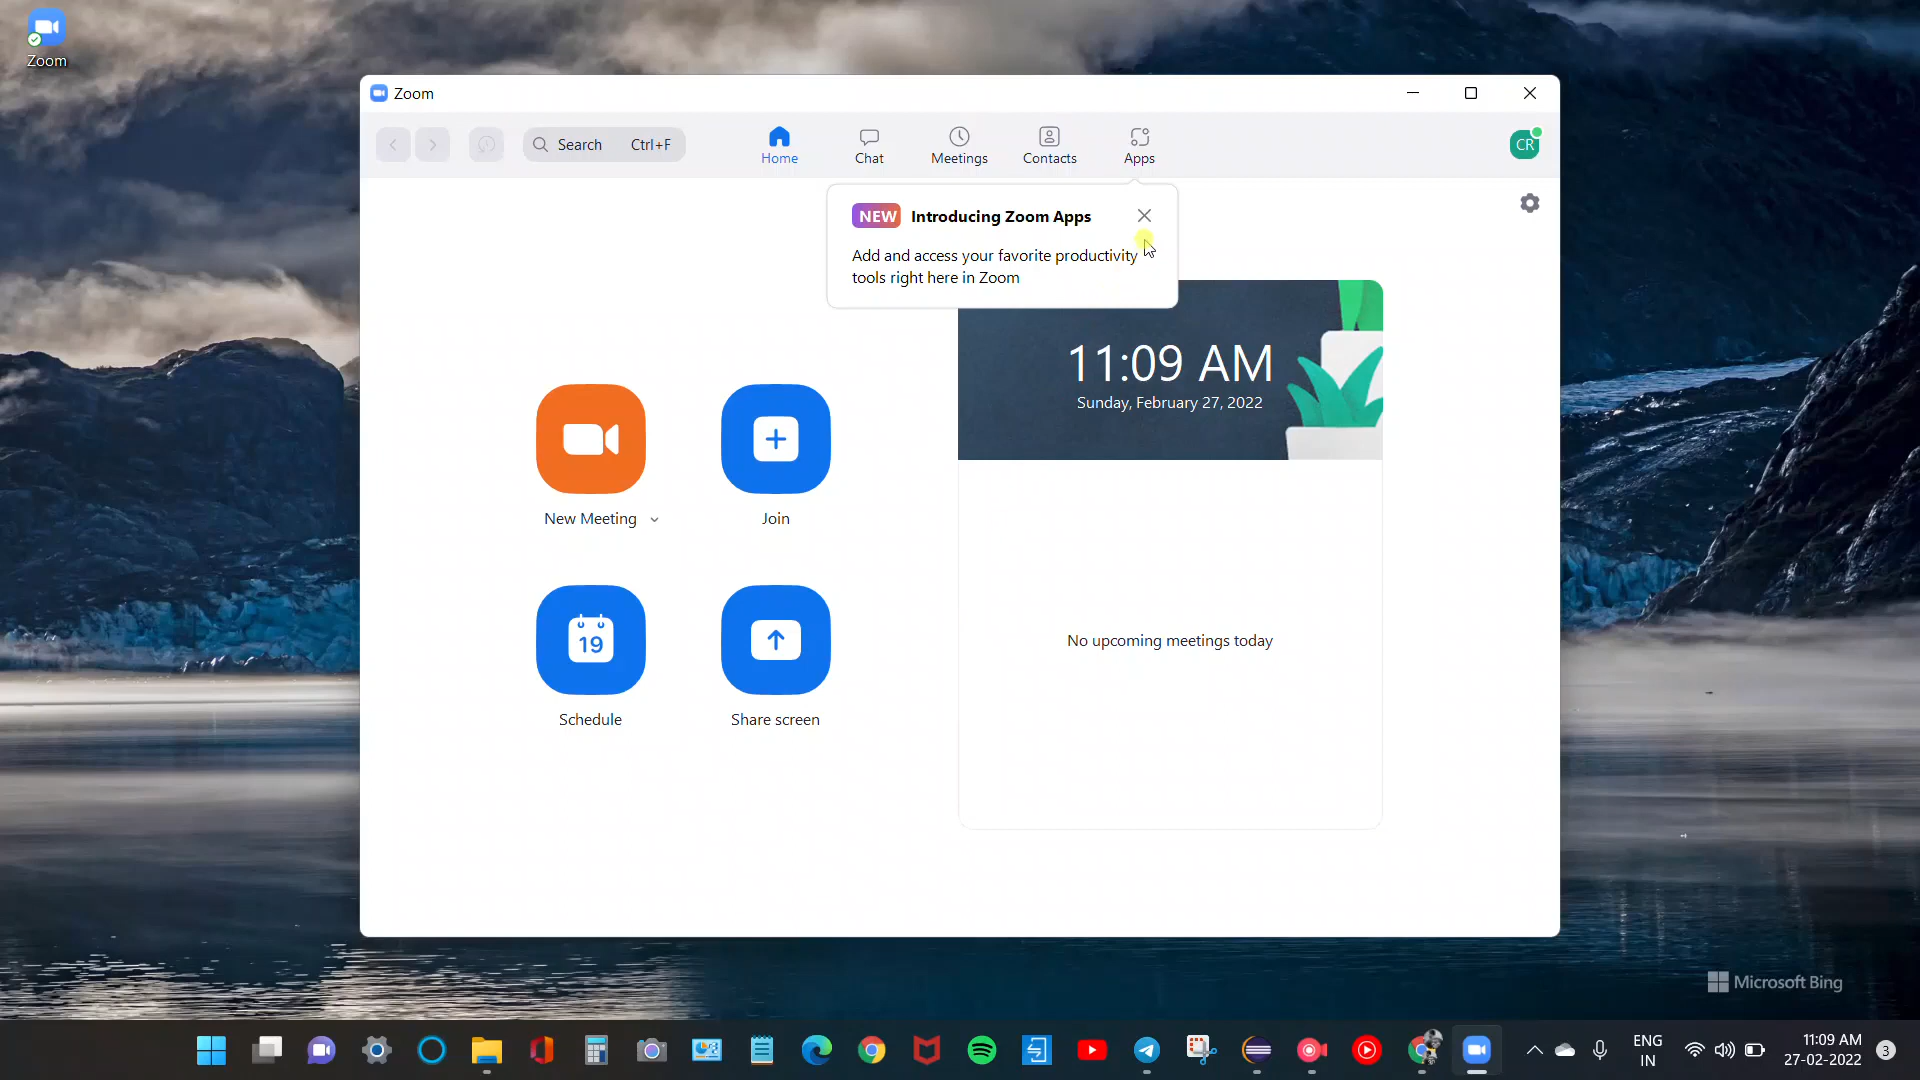 Zoom
Zoom
Search Ctrl+F
Home
Chat
Meetings
Contacts
Apps
CR
NEW Introducing Zoom Apps
Add and access your favorite productivity
tools right here in Zoom
11:09 AM
Sunday, February 27, 2022
New Meeting
Join
19
Schedule
Share screen
No upcoming meetings today
Microsoft Bing
ENG
IN
11:09 AM
27-02-2022
3